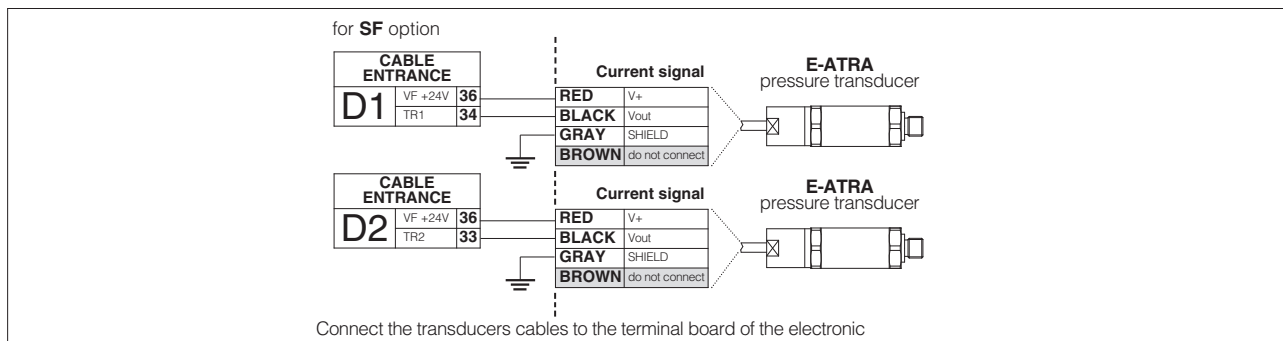 for SF option
CABLE ENTRANCE
D1
VF +24V 36
TR1 34
Current signal
RED V+
BLACK Vout
GRAY SHIELD
BROWN do not connect
E-ATRA
pressure transducer
CABLE ENTRANCE
D2
VF +24V 36
TR2 33
Current signal
RED V+
BLACK Vout
GRAY SHIELD
BROWN do not connect
E-ATRA
pressure transducer
Connect the transducers cables to the terminal board of the electronic